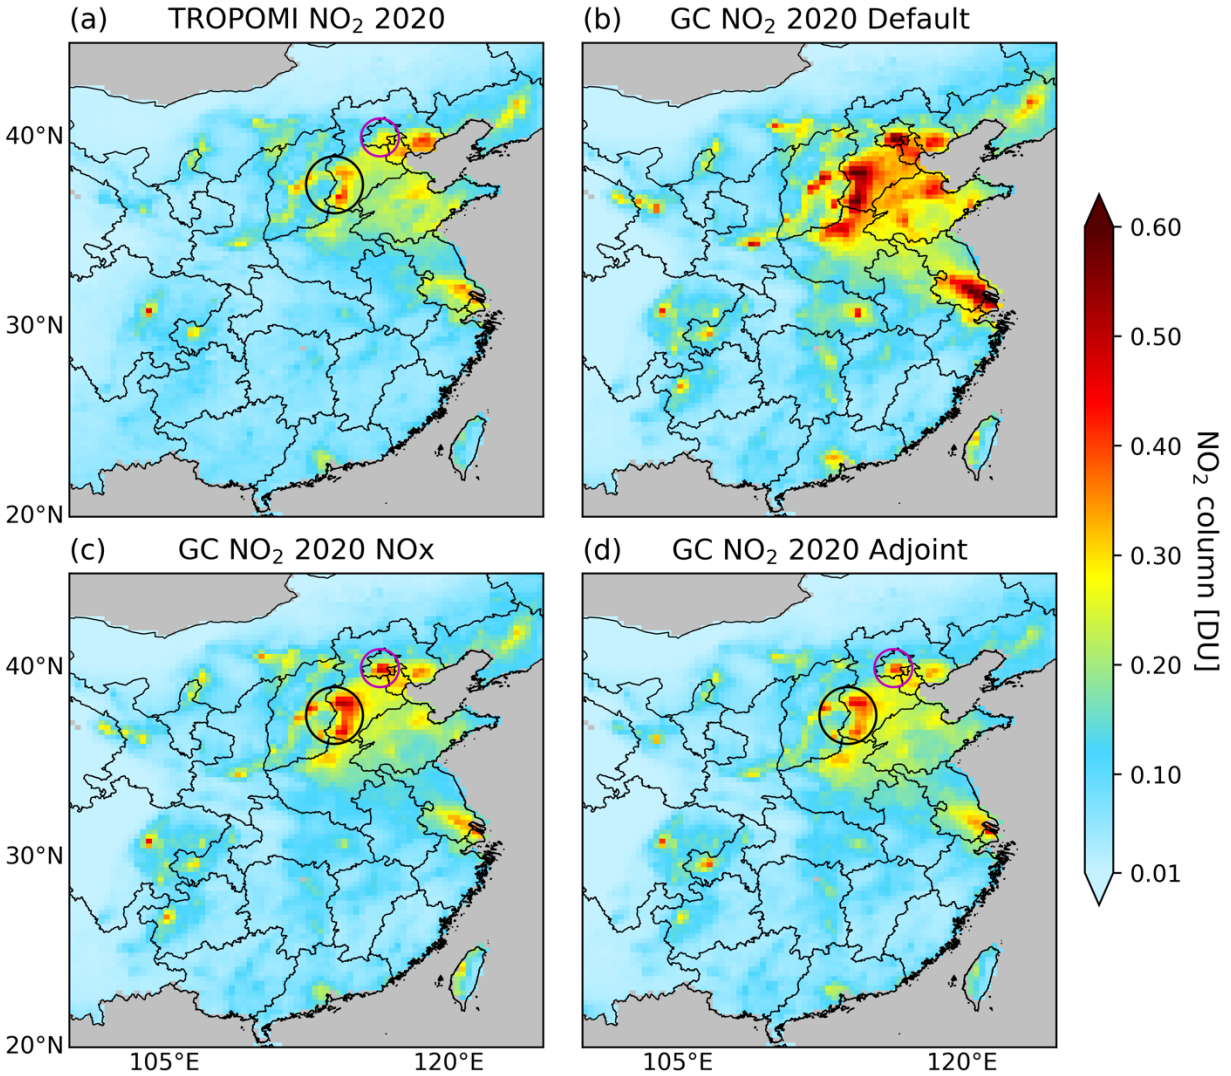 (a) TROPOMI NO₂ 2020
(b) GC NO₂ 2020 Default
40°N
30°N
20°N
(c) GC NO₂ 2020 NOx
(d) GC NO₂ 2020 Adjoint
40°N
30°N
20°N
105°E 120°E
105°E 120°E
0.60
0.50
0.40
0.30
0.20
0.10
0.01
NO₂ column [DU]